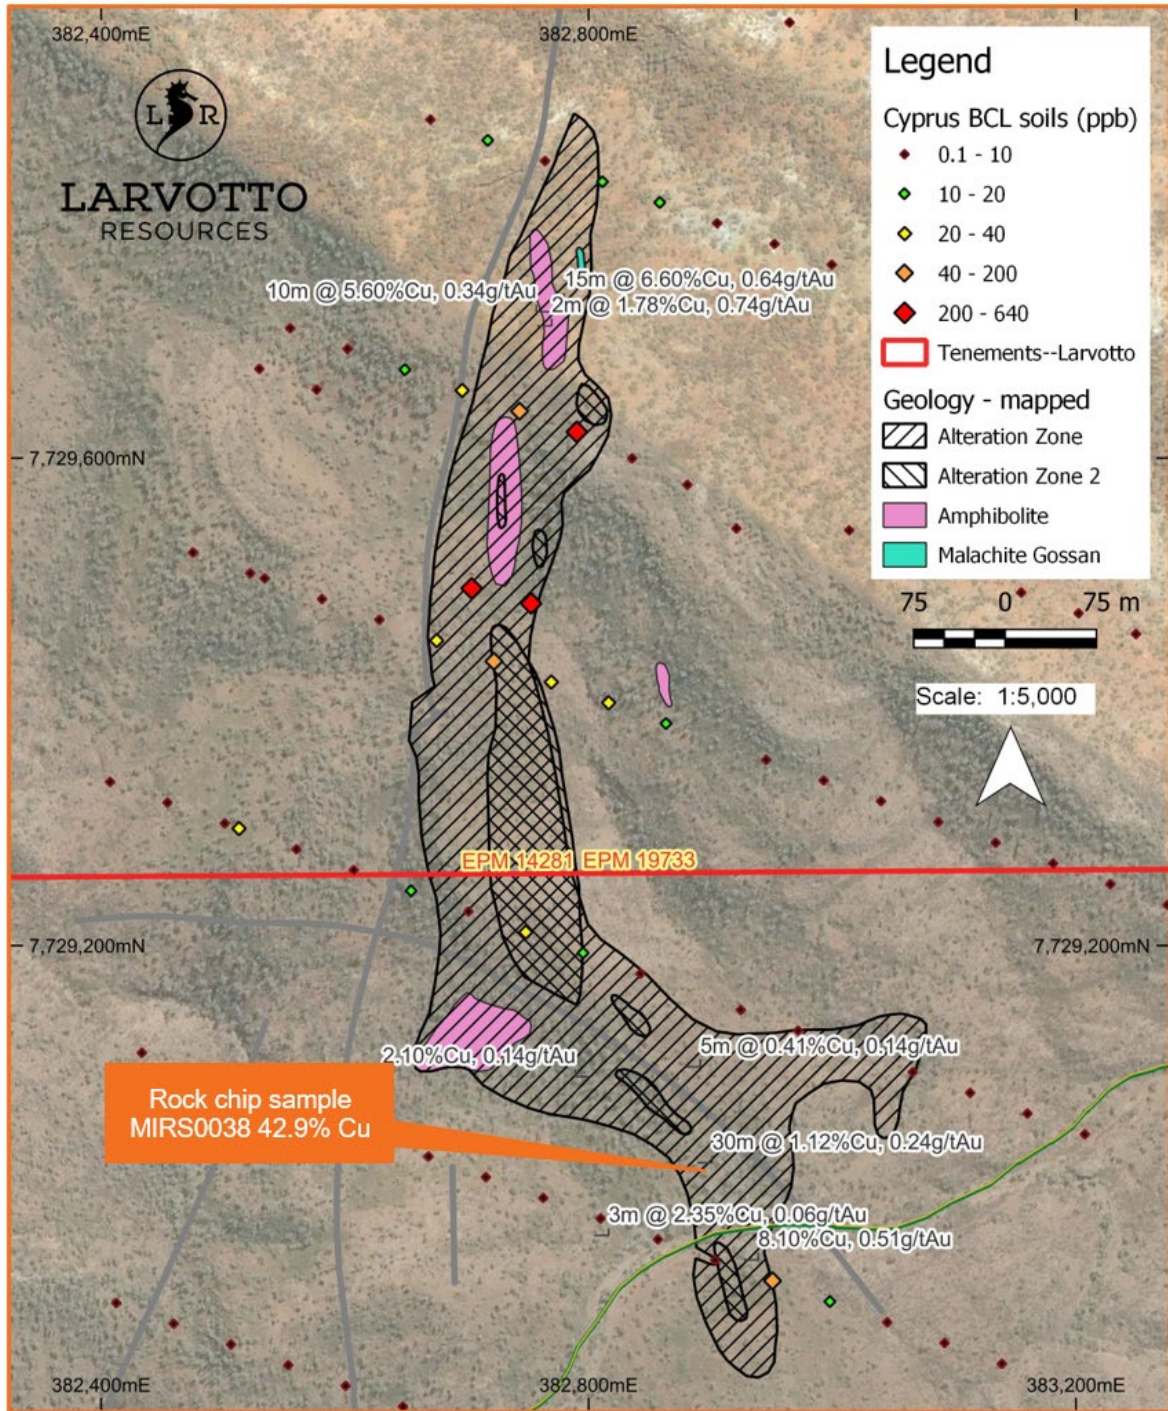 382,400mE
382,800mE
L R
LARVOTTO
RESOURCES
Legend
Cyprus BCL soils (ppb)
0.1 - 10
10 - 20
20 - 40
40 - 200
200 - 640
Tenements--Larvotto
Geology - mapped
Alteration Zone
Alteration Zone 2
Amphibolite
Malachite Gossan
75 0 75 m
Scale: 1:5,000
10m @ 5.60%Cu, 0.34g/tAu
15m @ 6.60%Cu, 0.64g/tAu
2m @ 1.78%Cu, 0.74g/tAu
7,729,600mN
EPM 14281 EPM 19733
7,729,200mN
7,729,200mN
2.10%Cu, 0.14g/tAu
5m @ 0.41%Cu, 0.14g/tAu
Rock chip sample
MIRS0038 42.9% Cu
30m @ 1.12%Cu, 0.24g/tAu
3m @ 2.35%Cu, 0.06g/tAu
8.10%Cu, 0.51g/tAu
382,400mE
382,800mE
383,200mE